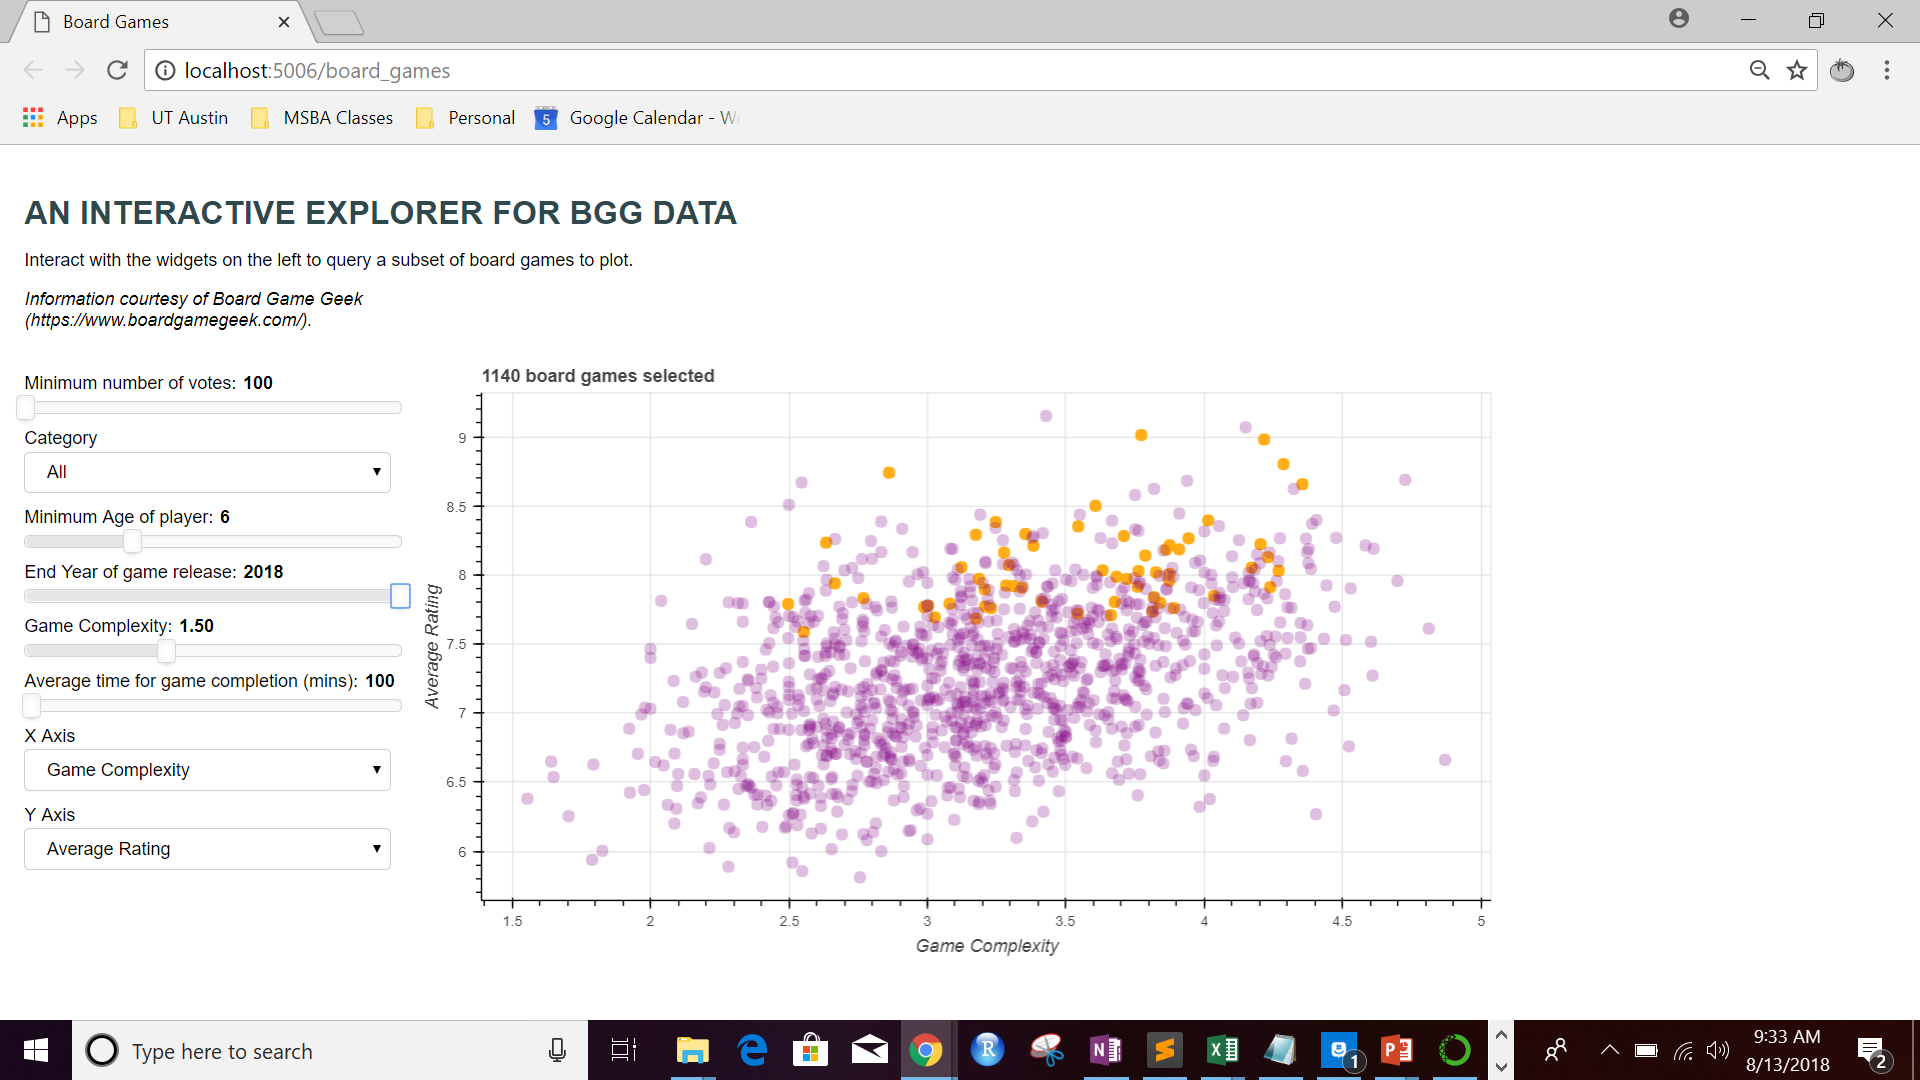 Board Games
localhost:5006/board_games
Apps
UT Austin
MSBA Classes
Personal
5
Google Calendar - W
AN INTERACTIVE EXPLORER FOR BGG DATA
Interact with the widgets on the left to query a subset of board games to plot.
Information courtesy of Board Game Geek
(https://www.boardgamegeek.com/).
Minimum number of votes: 100
Category
All
Minimum Age of player: 6
End Year of game release: 2018
Game Complexity: 1.50
Average time for game completion (mins): 100
X Axis
Game Complexity
Y Axis
Average Rating
1140 board games selected
Average Rating
9
8.5
8
7.5
7
6.5
6
1.5
2
2.5
3
3.5
4
4.5
5
Game Complexity
Type here to search
R
N
X
1
P
9:33 AM
8/13/2018
2